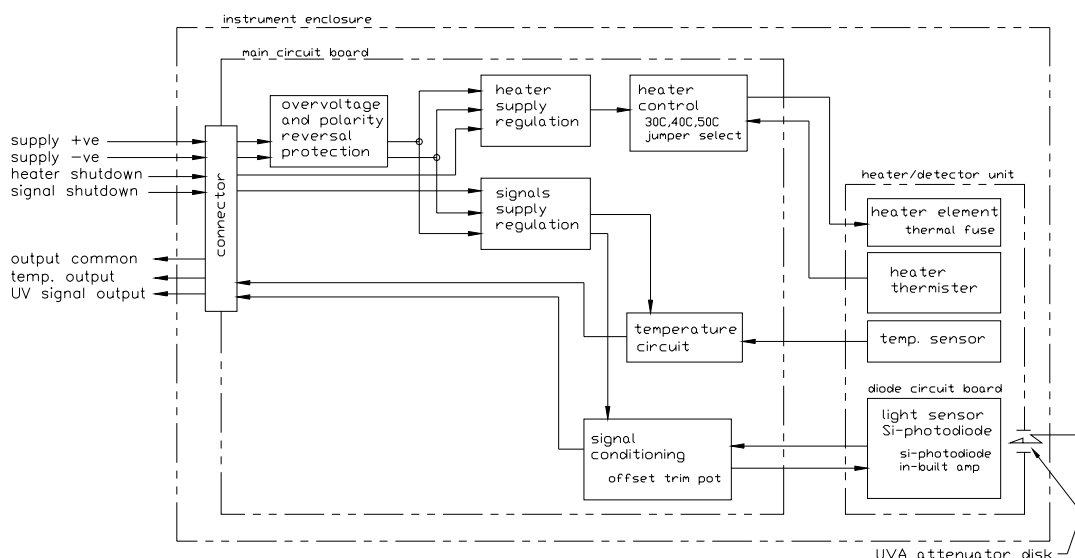 instrument enclosure
main circuit board
overvoltage
and polarity
reversal
protection
heater
supply
regulation
heater
control
30C,40C,50C
jumper select
supply +ve
supply -ve
heater shutdown
signal shutdown
connector
output common
temp. output
UV signal output
signals
supply
regulation
heater/detector unit
heater element
thermal fuse
heater
thermister
temp. sensor
temperature
circuit
diode circuit board
light sensor
Si-photodiode
si-photodiode
in-built amp
signal
conditioning
offset trim pot
UVA attenuator disk